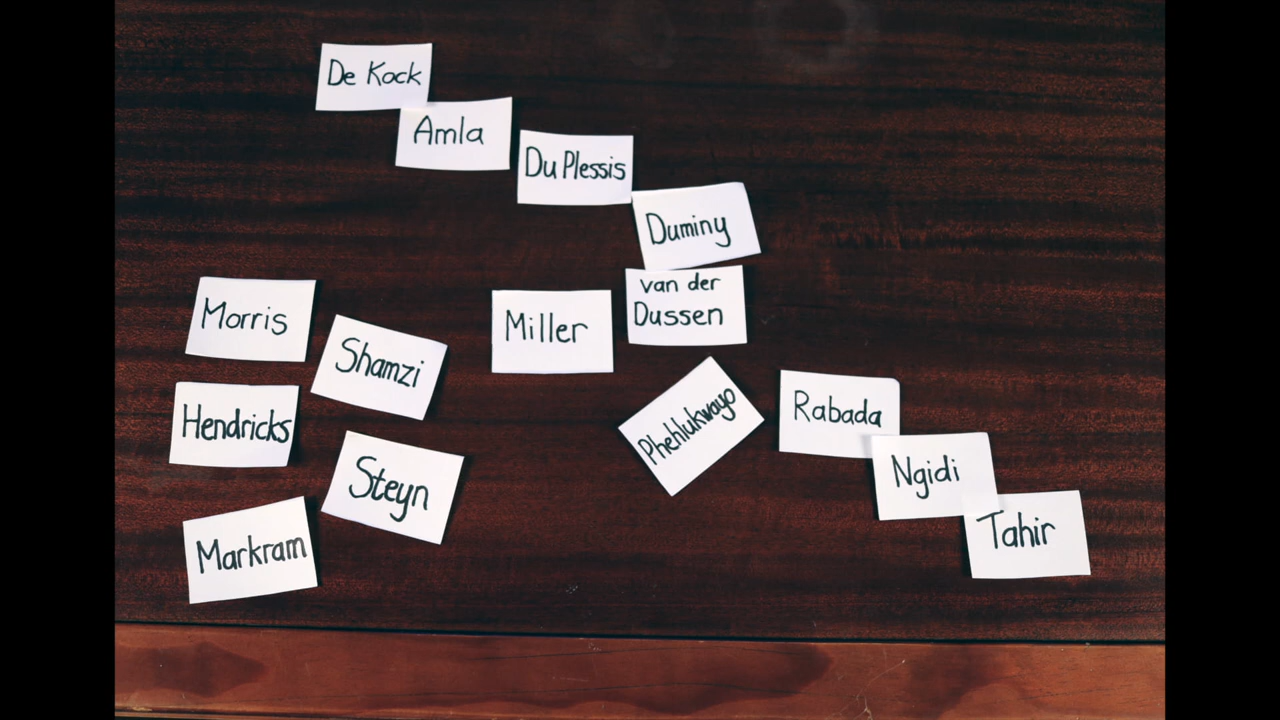 De Kock
Amla
Du Plessis
Duminy
van der
Dussen
Miller
Morris
Shamzi
Hendricks
Steyn
Markram
Phehlukwayo
Rabada
Ngidi
Tahir